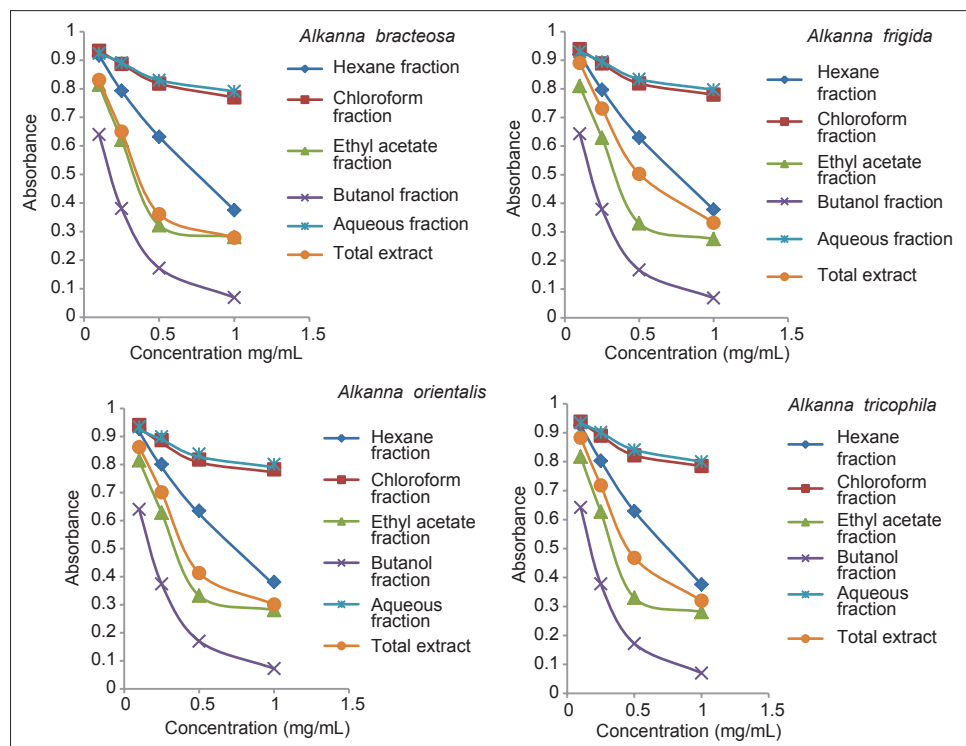 Alkanna bracteosa
1
0.9
0.8
0.7
0.6
0.5
0.4
0.3
0.2
0.1
0
Absorbance
Hexane fraction
Chloroform
fraction
Ethyl acetate
fraction
Butanol fraction
Aqueous fraction
Total extract
0 0.5 1 1.5
Concentration mg/mL
Alkanna frigida
1
0.9
0.8
0.7
0.6
0.5
0.4
0.3
0.2
0.1
0
Absorbance
Hexane
fraction
Chloroform
fraction
Ethyl acetate
fraction
Butanol fraction
Aqueous fraction
Total extract
0 0.5 1 1.5
Concentration (mg/mL)
Alkanna orientalis
1
0.9
0.8
0.7
0.6
0.5
0.4
0.3
0.2
0.1
Absorbance
Hexane
fraction
Chloroform
fraction
Ethyl acetate
fraction
Butanol
fraction
Aqueous
fraction
Total extract
0 0.5 1 1.5
Concentration (mg/mL)
Alkanna tricophila
1
0.9
0.8
0.7
0.6
0.5
0.4
0.3
0.2
0.1
0
Absorbance
Hexane
fraction
Chloroform
fraction
Ethyl acetate
fraction
Butanol
fraction
Aqueous
fraction
Total extract
0 0.5 1 1.5
Concentration (mg/mL)